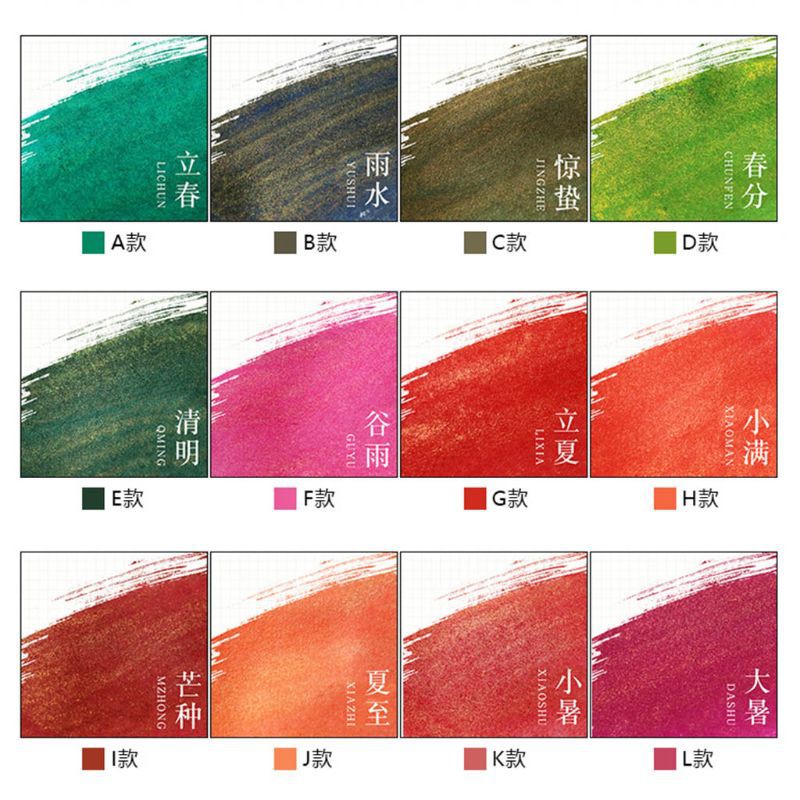 立春
LICHUN
雨水
YUSHUI
惊蛰
JINGZHE
春分
CHUNFEN
A款
B款
C款
D款
清明
QMING
谷雨
GUYU
立夏
LIXIA
小满
XIAOMAN
E款
F款
G款
H款
芒种
MZHONG
夏至
XIAZHI
小暑
XIAOSHU
大暑
DASHU
I款
J款
K款
L款